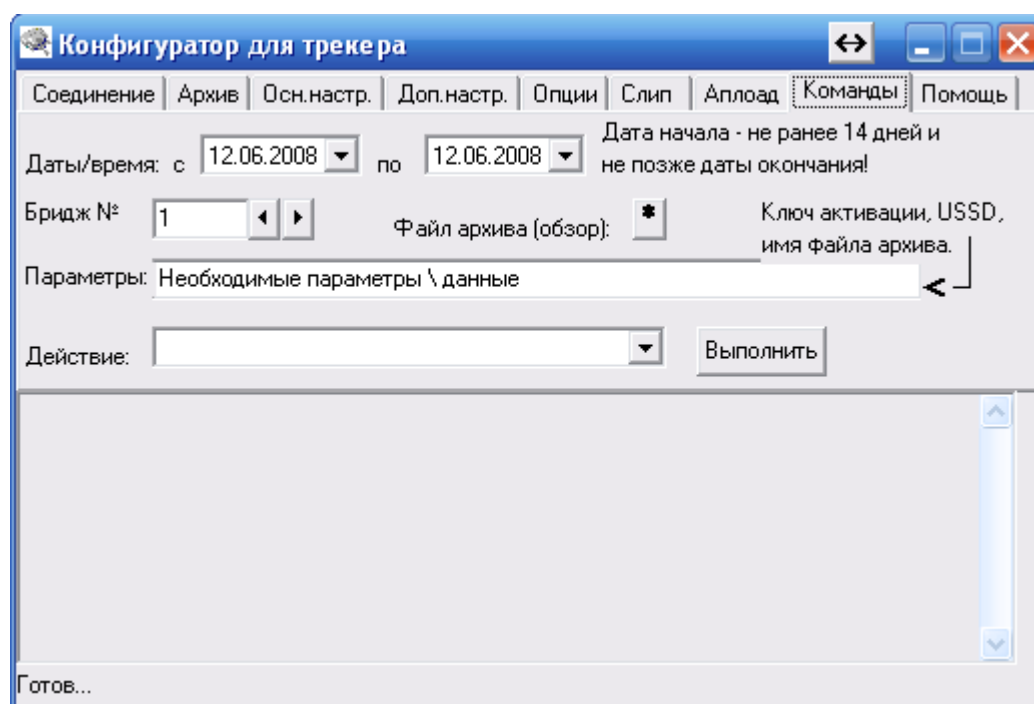 Конфигуратор для трекера
Соединение Архив Осн.настр. Доп.настр. Опции Слип Аплоад Команды Помощь
Даты/время: с 12.06.2008 по 12.06.2008 Дата начала - не ранее 14 дней и
не позже даты окончания!
Бридж № 1 Файл архива (обзор): * Ключ активации, USSD,
имя файла архива.
Параметры: Необходимые параметры \ данные <
Действие: Выполнить
Готов...